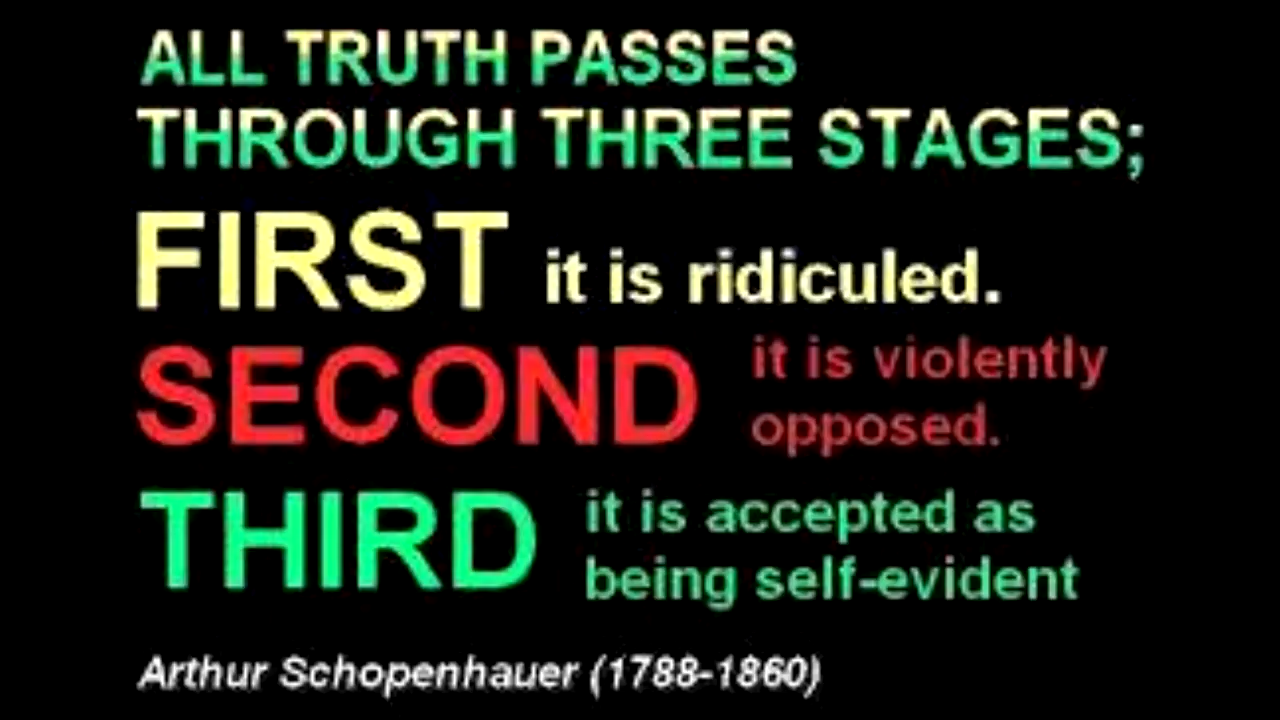 ALL TRUTH PASSES
THROUGH THREE STAGES;
FIRST it is ridiculed.
SECOND it is violently
opposed.
THIRD it is accepted as
being self-evident
Arthur Schopenhauer (1788-1860)